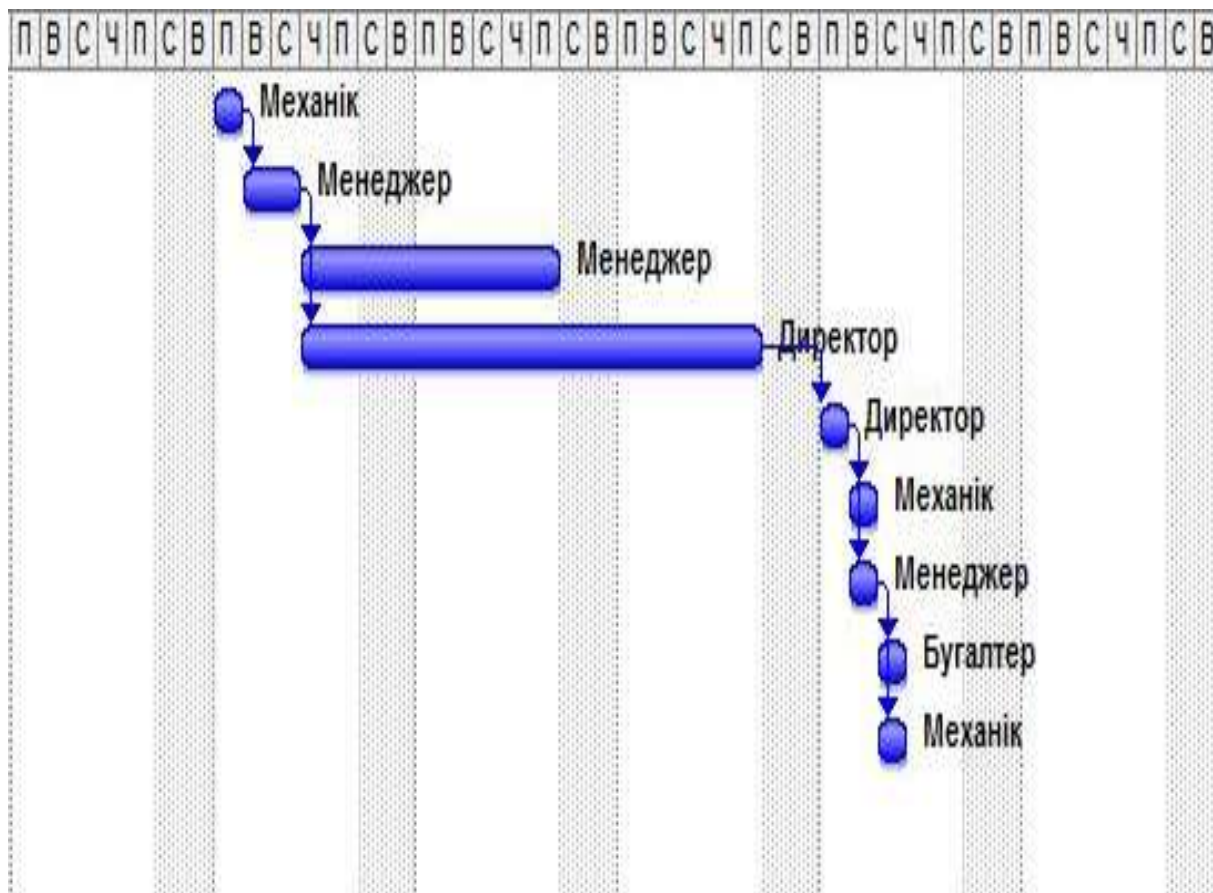 П В С Ч П С В П В С Ч П С В П В С Ч П С В П В С Ч П С В П В С Ч П С В П В С Ч П С В
Механік
Менеджер
Менеджер
Директор
Директор
Механік
Менеджер
Бугалтер
Механік